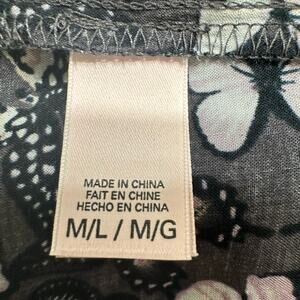 MADE IN CHINA
FAIT EN CHINE
HECHO EN CHINA
M/L / M/G